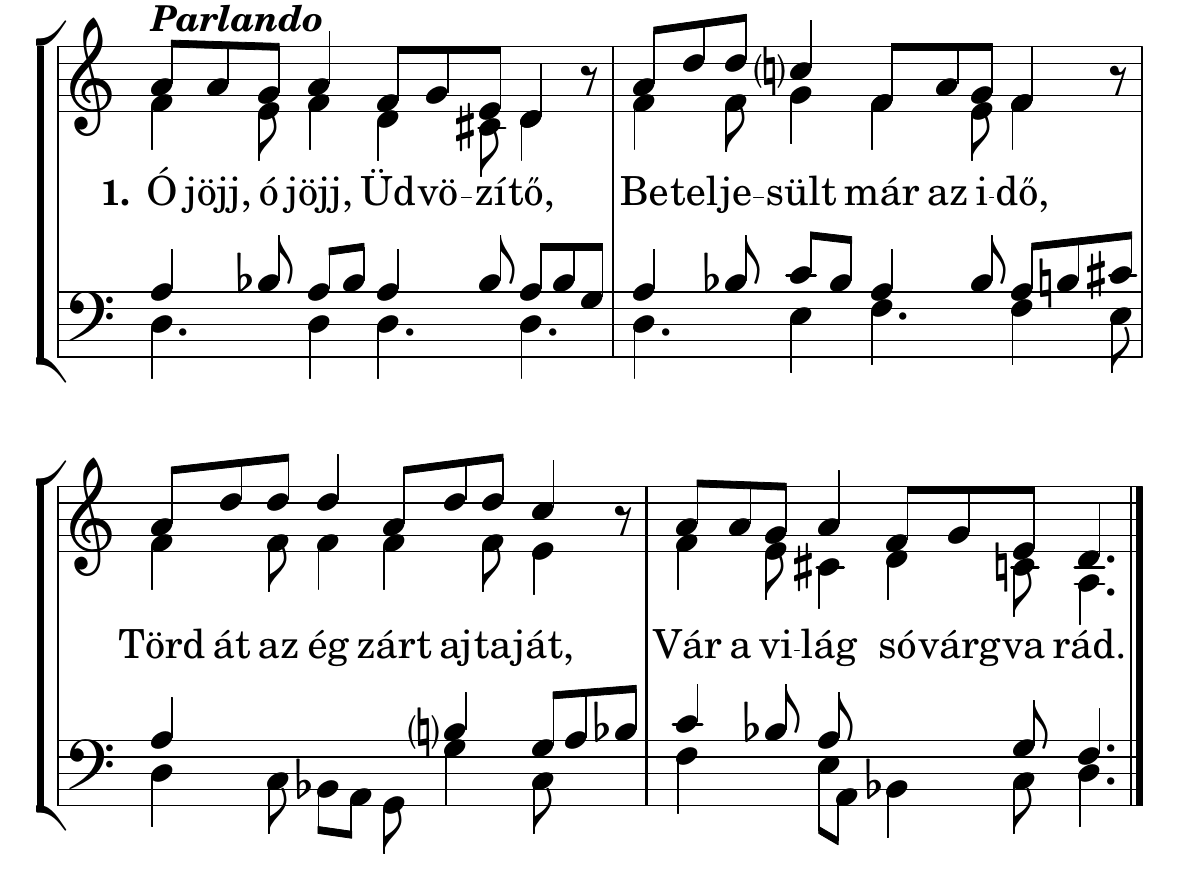 Parlando
1. Ó jöjj, ó jöjj, Üdvö-zítő, Betelje-sült már az i-dő,
Törd át az ég zárt ajtaját, Vár a vi-lág sóvárgva rád.